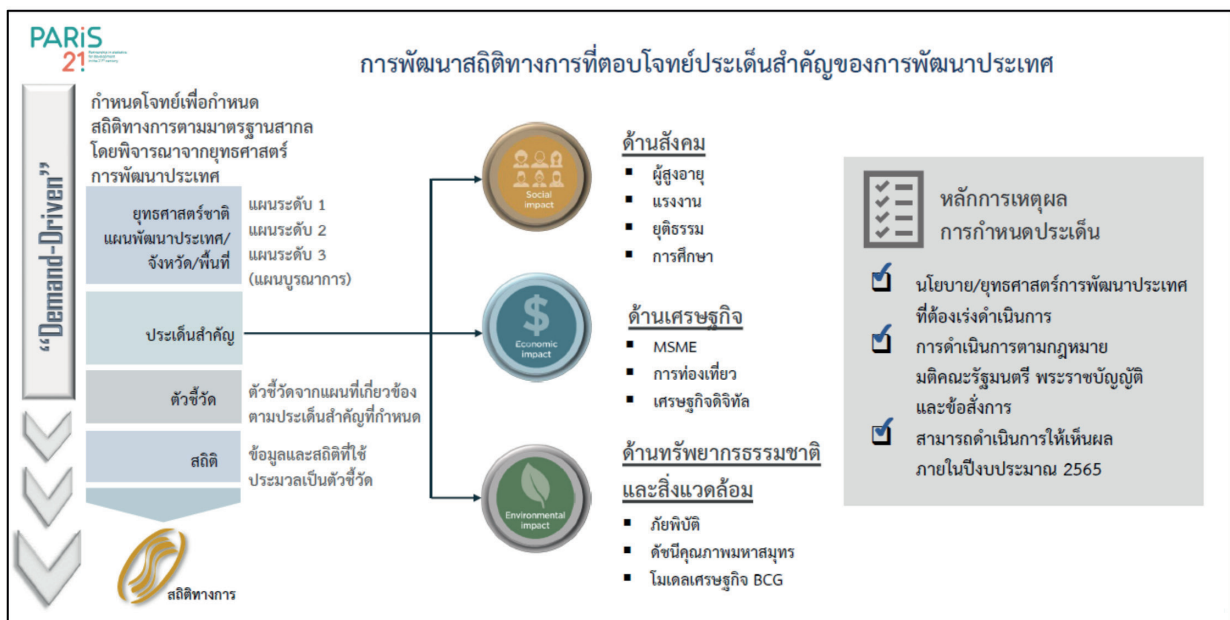 PARiS
21
Partnership in statistics
for development
in the 21st century
การพัฒนาสถิติทางการที่ตอบโจทย์ประเด็นสำคัญของการพัฒนาประเทศ
“Demand-Driven”
กำหนดโจทย์เพื่อกำหนด
สถิติทางการตามมาตรฐานสากล
โดยพิจารณาจากยุทธศาสตร์
การพัฒนาประเทศ
ยุทธศาสตร์ชาติ
แผนพัฒนาประเทศ/
จังหวัด/พื้นที่
แผนระดับ 1
แผนระดับ 2
แผนระดับ 3
(แผนบูรณาการ)
ประเด็นสำคัญ
ตัวชี้วัด
ตัวชี้วัดจากแผนที่เกี่ยวข้อง
ตามประเด็นสำคัญที่กำหนด
สถิติ
ข้อมูลและสถิติที่ใช้
ประมวลเป็นตัวชี้วัด
สถิติทางการ
Social
impact
ด้านสังคม
▪ ผู้สูงอายุ
▪ แรงงาน
▪ ยุติธรรม
▪ การศึกษา
$
Economic
impact
ด้านเศรษฐกิจ
▪ MSME
▪ การท่องเที่ยว
▪ เศรษฐกิจดิจิทัล
Environmental
impact
ด้านทรัพยากรธรรมชาติ
และสิ่งแวดล้อม
▪ ภัยพิบัติ
▪ ดัชนีคุณภาพมหาสมุทร
▪ โมเดลเศรษฐกิจ BCG
หลักการเหตุผล
การกำหนดประเด็น
นโยบาย/ยุทธศาสตร์การพัฒนาประเทศ
ที่ต้องเร่งดำเนินการ
การดำเนินการตามกฎหมาย
มติคณะรัฐมนตรี พระราชบัญญัติ
และข้อสั่งการ
สามารถดำเนินการให้เห็นผล
ภายในปีงบประมาณ 2565